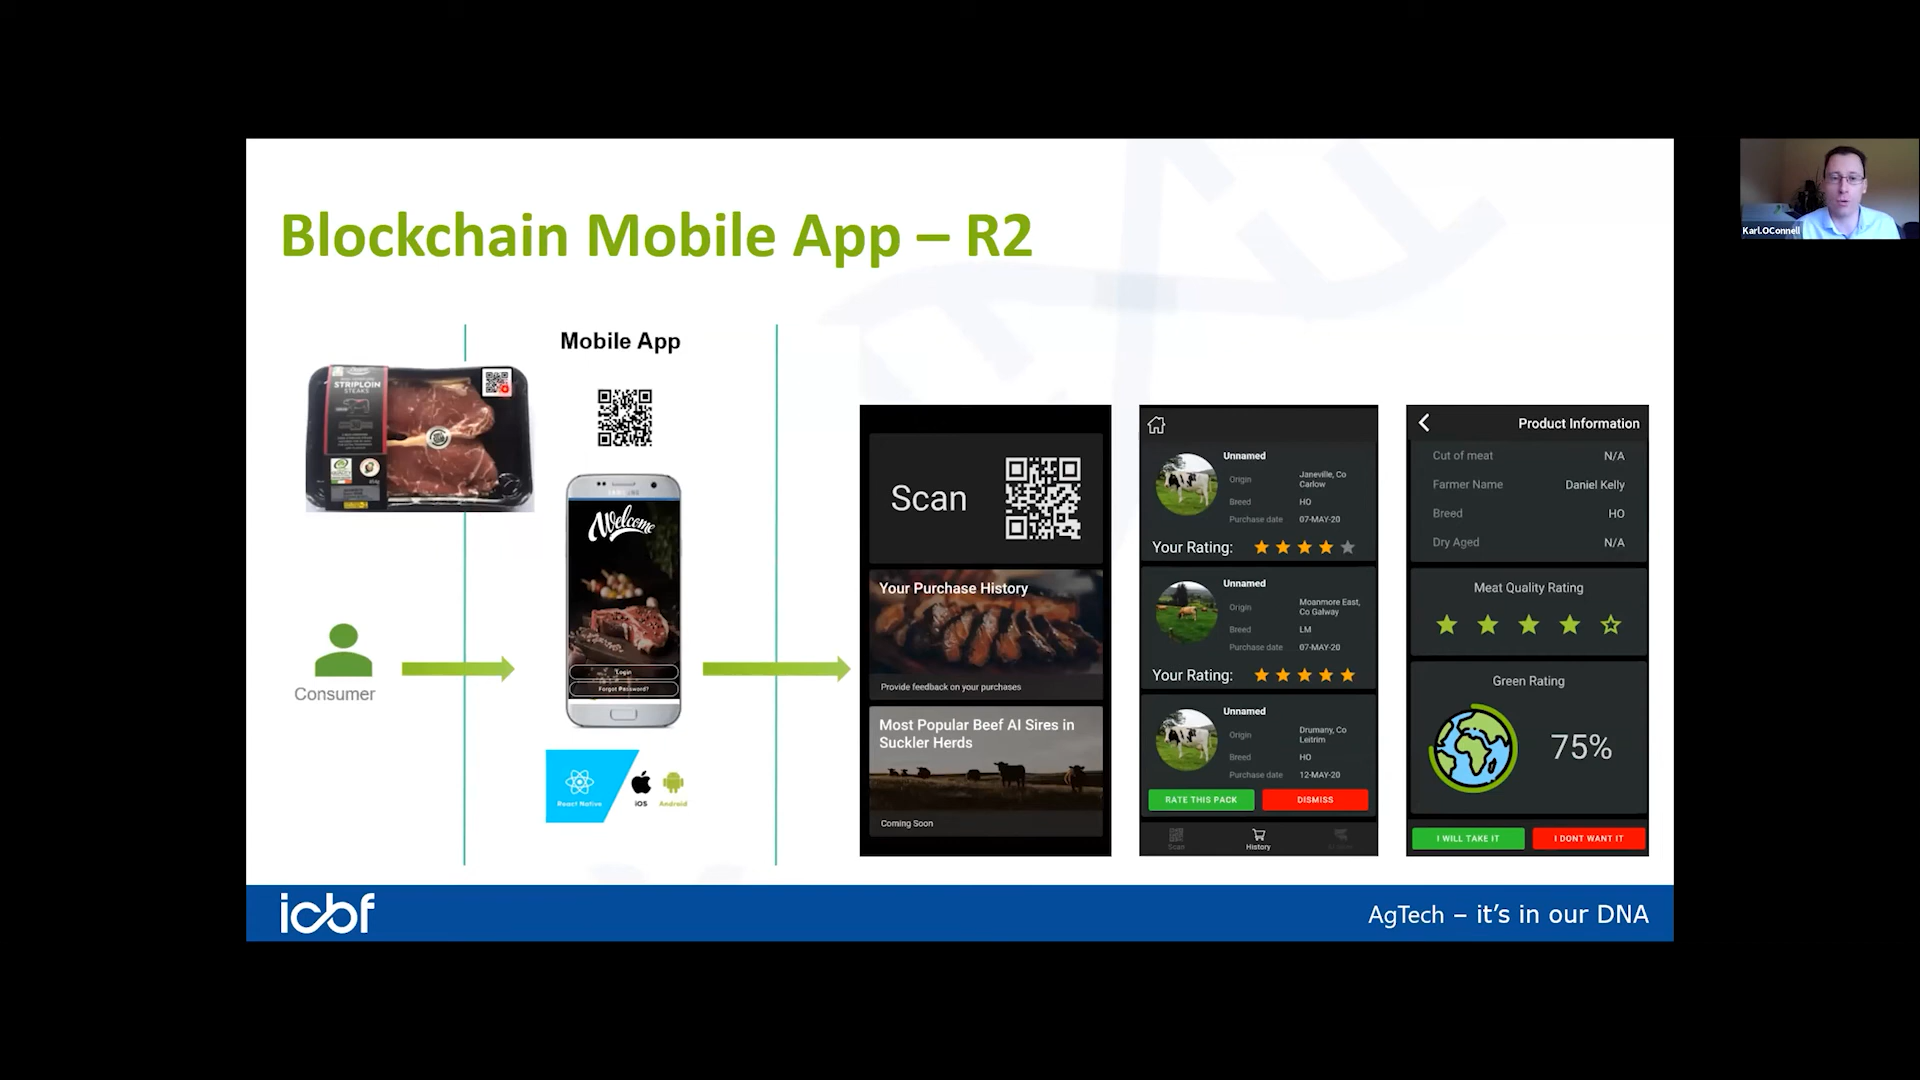 Blockchain Mobile App – R2
Karl.OConnell
Mobile App
STRIPLOIN
STEAKS
Welcome
Login
Forgot Password?
Consumer
React Native
iOS
Android
Scan
Your Purchase History
Provide feedback on your purchases
Most Popular Beef AI Sires in
Suckler Herds
Coming Soon
Unnamed
Origin
Janeville, Co
Carlow
Breed
HO
Purchase date
07-MAY-20
Your Rating:
Unnamed
Origin
Moanmore East,
Co Galway
Breed
LM
Purchase date
07-MAY-20
Your Rating:
Unnamed
Origin
Drumany, Co
Leitrim
Breed
HO
Purchase date
12-MAY-20
RATE THIS PACK
DISMISS
Scan
History
Product Information
Cut of meat
N/A
Farmer Name
Daniel Kelly
Breed
HO
Dry Aged
N/A
Meat Quality Rating
Green Rating
75%
I WILL TAKE IT
I DONT WANT IT
icbf
AgTech – it's in our DNA